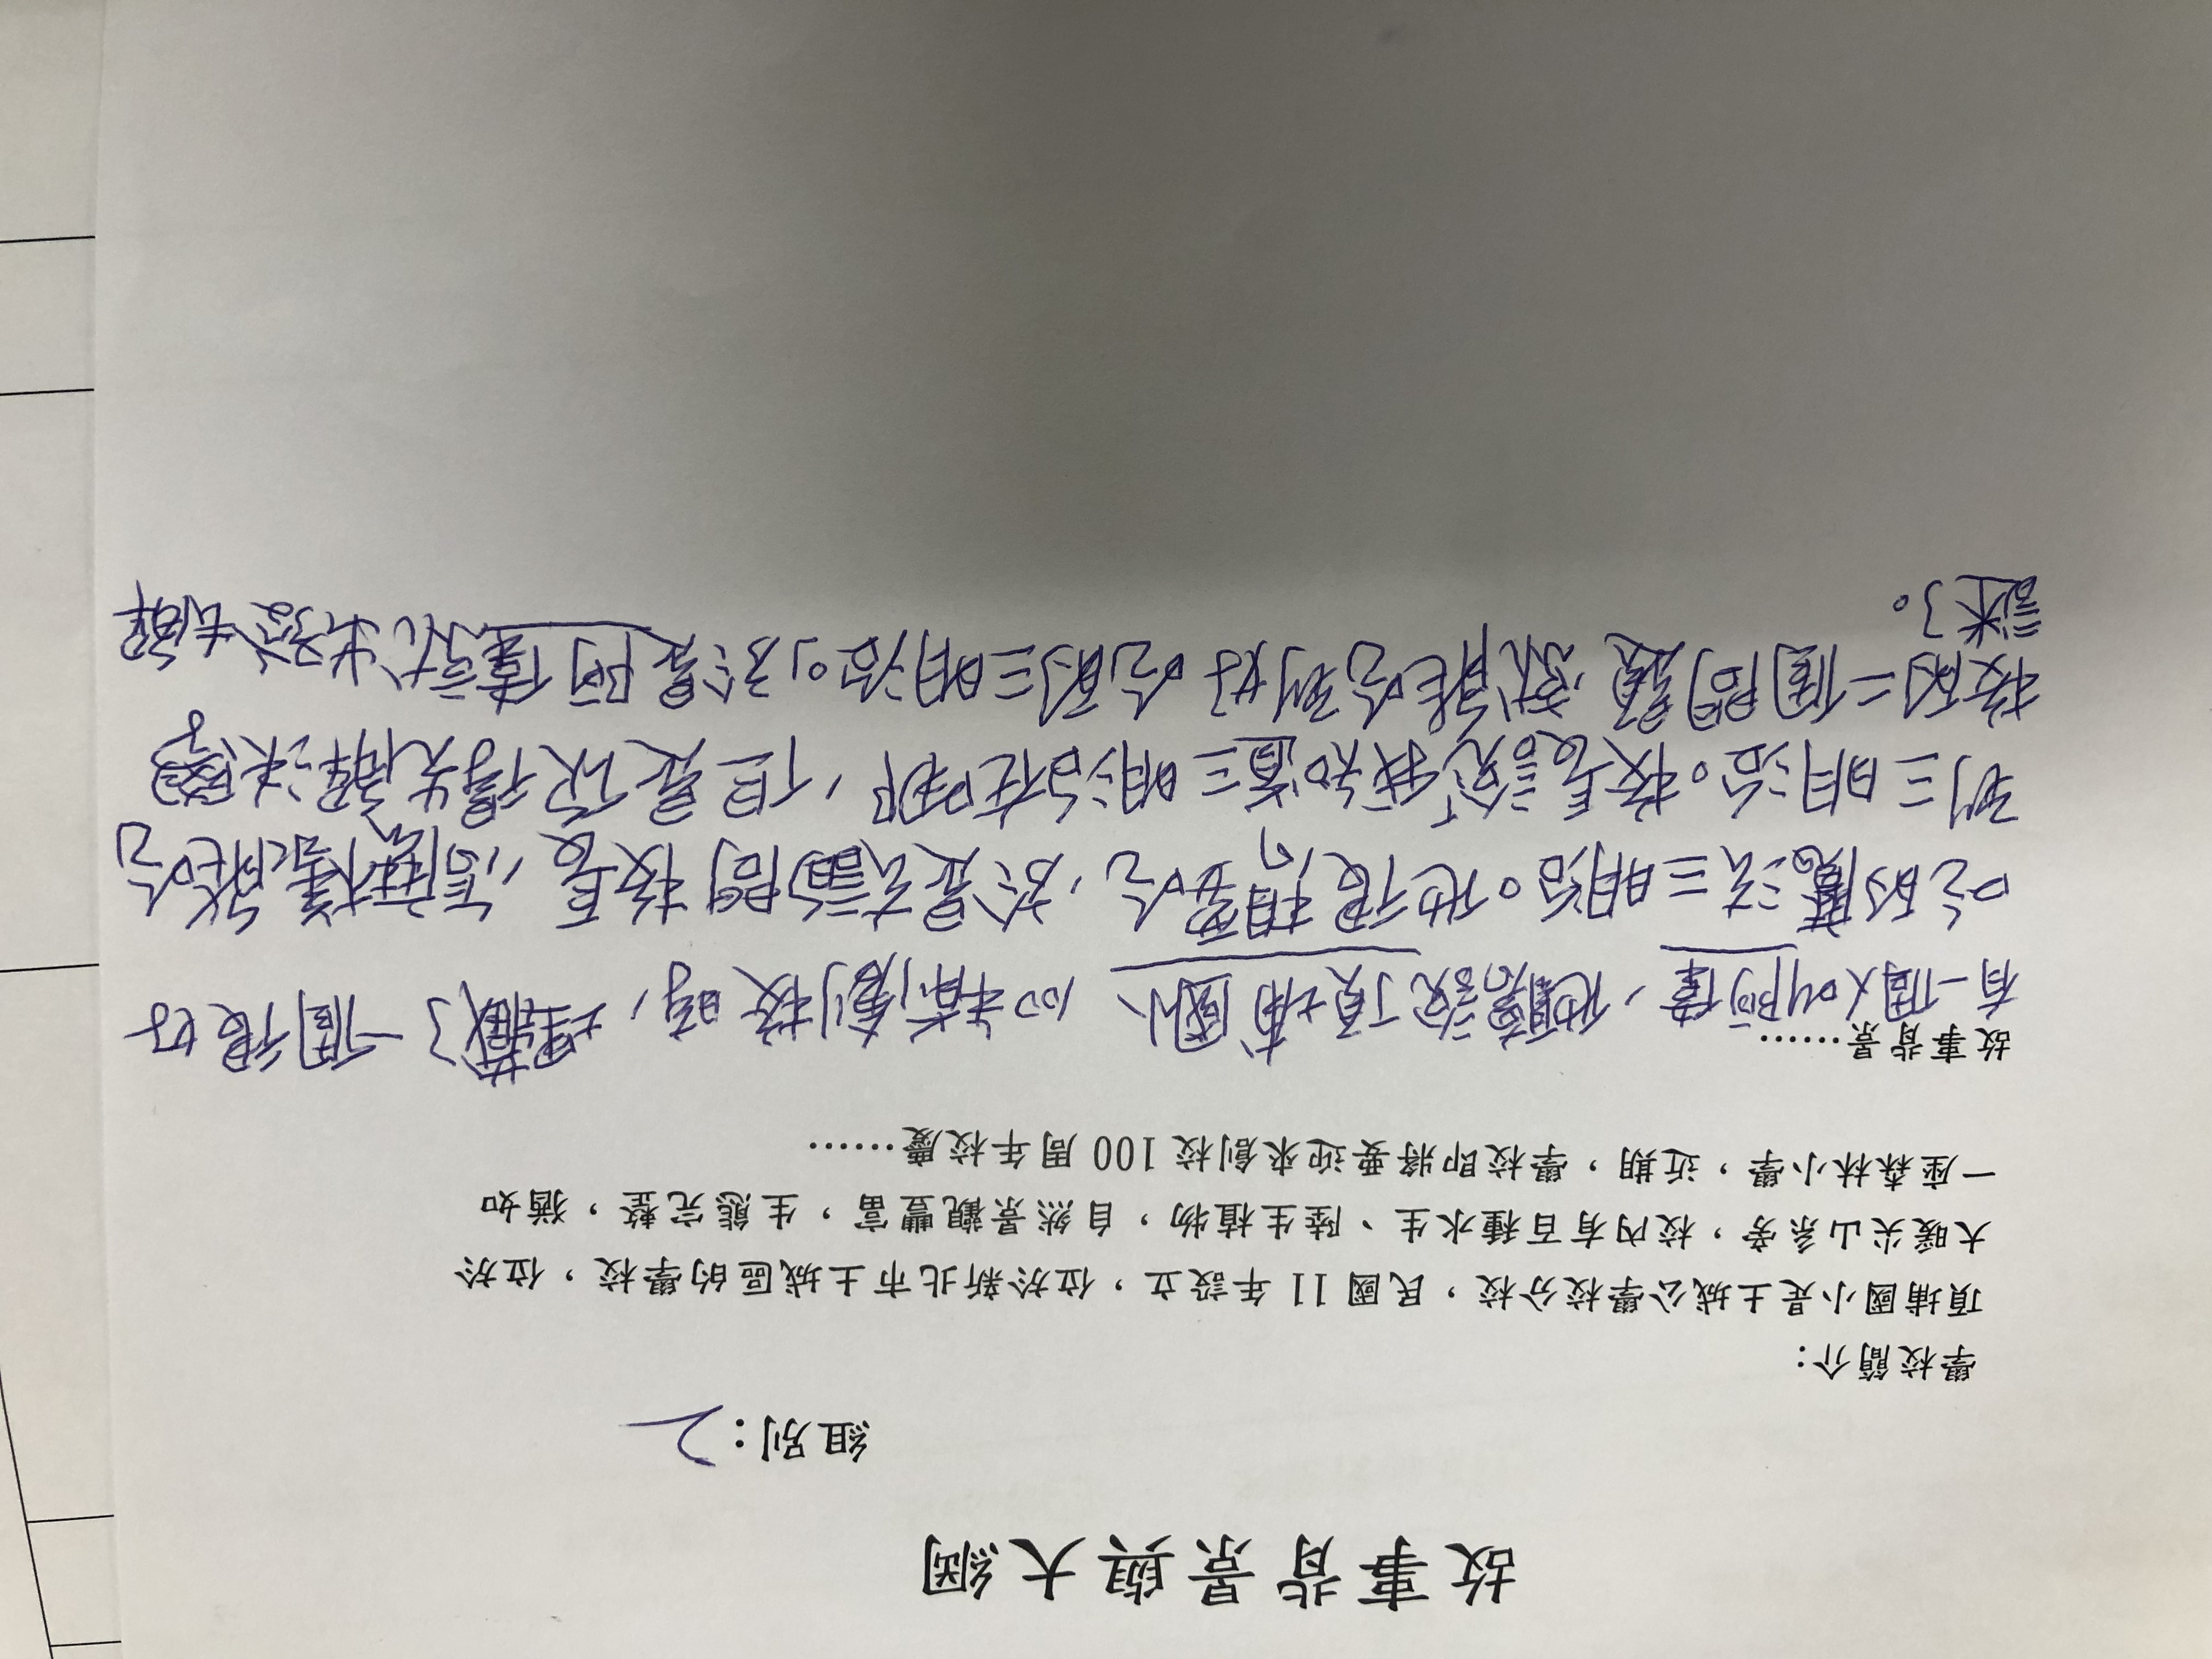 故事背景與大綱
組別:2
學校簡介:
頂埔國小是土城公學校分校，民國 11 年設立，位於新北市土城區的學校，位於
大暖尖山系旁，校內有百種水生、陸生植物，自然景觀豐富，生態完整，猶如
一座森林小學，近期，學校即將要迎來創校 100 周年校慶……
故事背景……
有一個人叫阿偉，他聽說頂埔國小100年前創校時，埋藏了一個很好
吃的魔法三明治。他很想要吃，於是去詢問校長，怎麼樣能吃
到三明治。校長說「我知道三明治在哪，但是你得先解決學
校的二個問題，就能吃到好吃的三明治。」於是阿偉就出發去解
謎了。